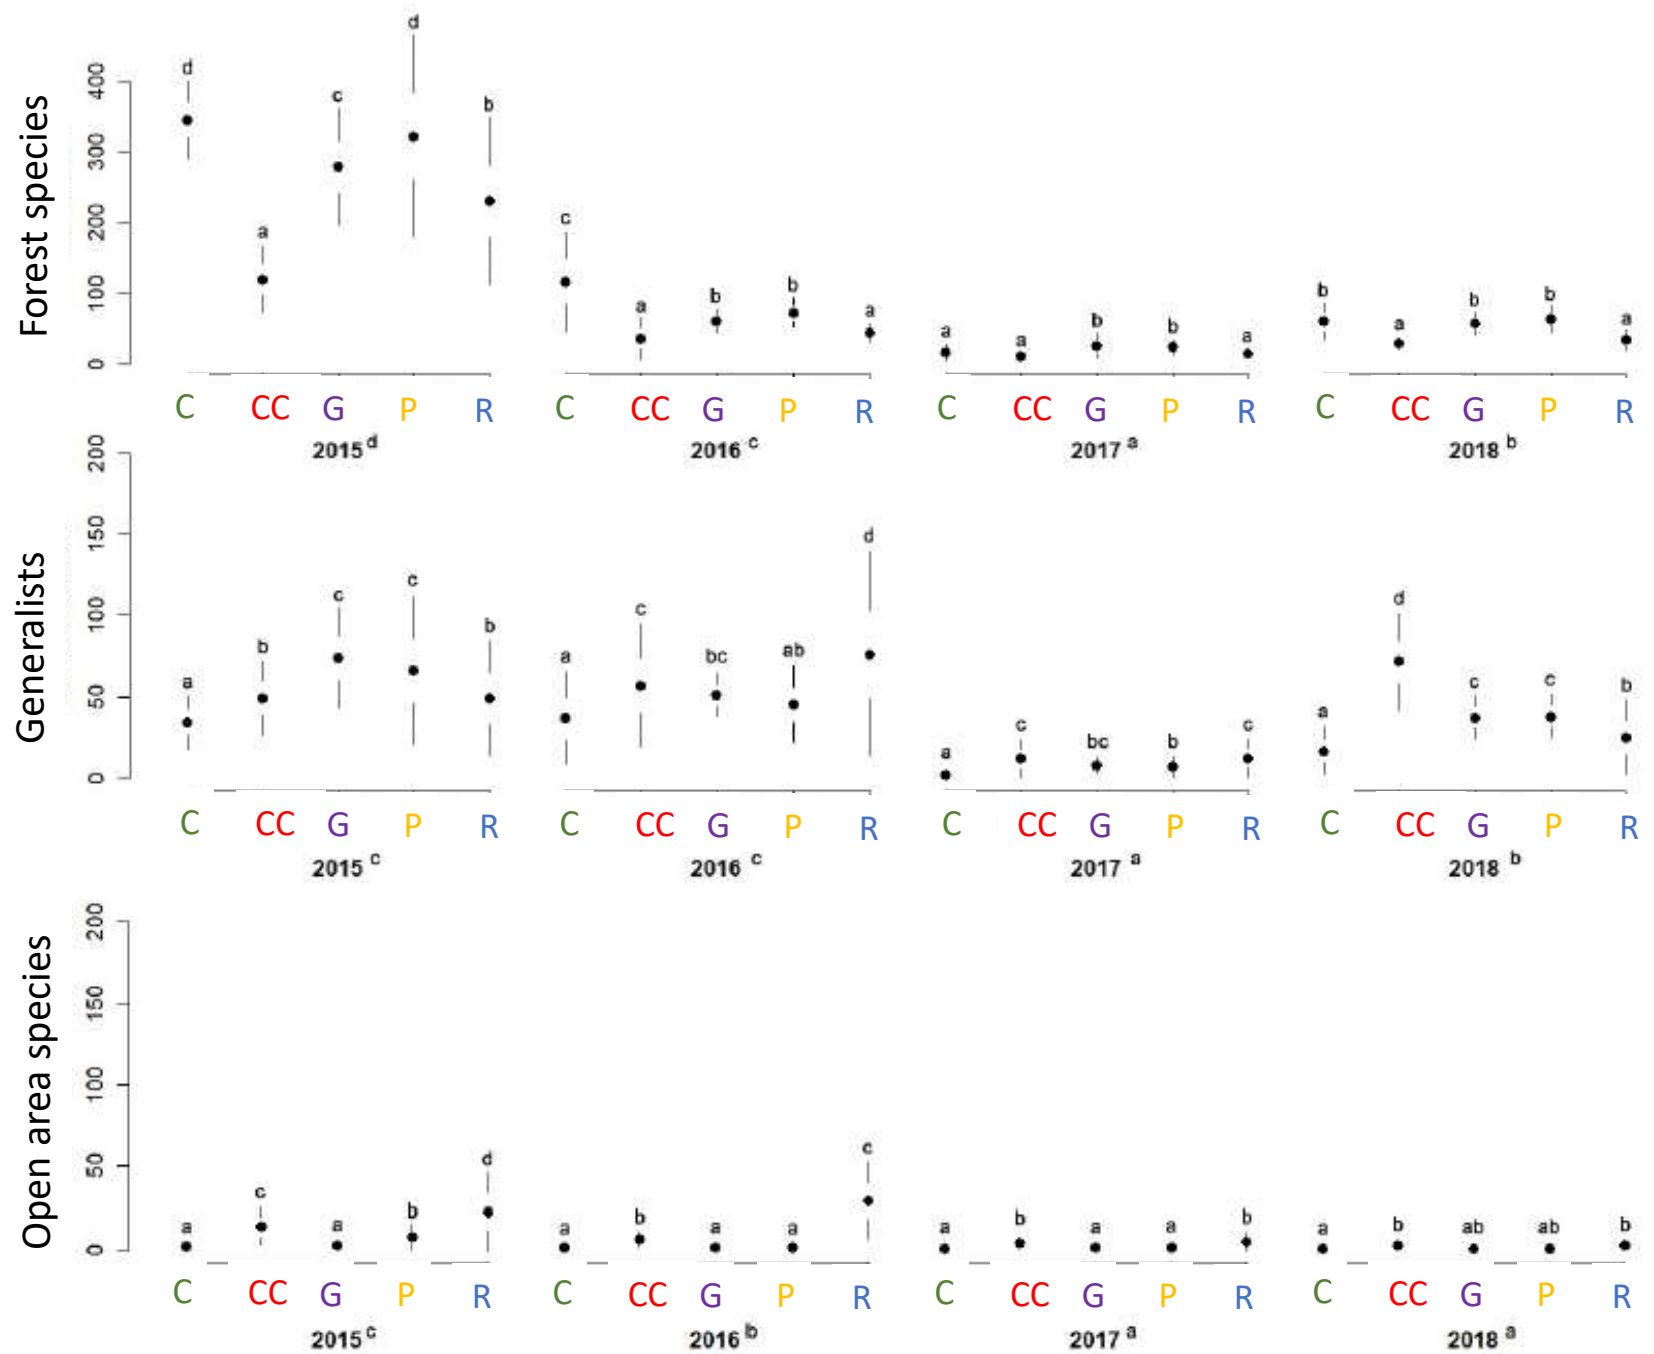 Forest species
400
300
200
100
0
d a c d b
c a b b a
a a b b a
b a b b a
C CC G P R C CC G P R C CC G P R C CC G P R
2015 d 2016 c 2017 a 2018 b
Generalists
200
150
100
50
0
a b c c b
a c bc ab d
a c bc b c
a d c c b
C CC G P R C CC G P R C CC G P R C CC G P R
2015 c 2016 c 2017 a 2018 b
Open area species
200
150
100
50
0
a c a b d
a b a a c
a b a a b
a b ab ab b
C CC G P R C CC G P R C CC G P R C CC G P R
2015 c 2016 b 2017 a 2018 a